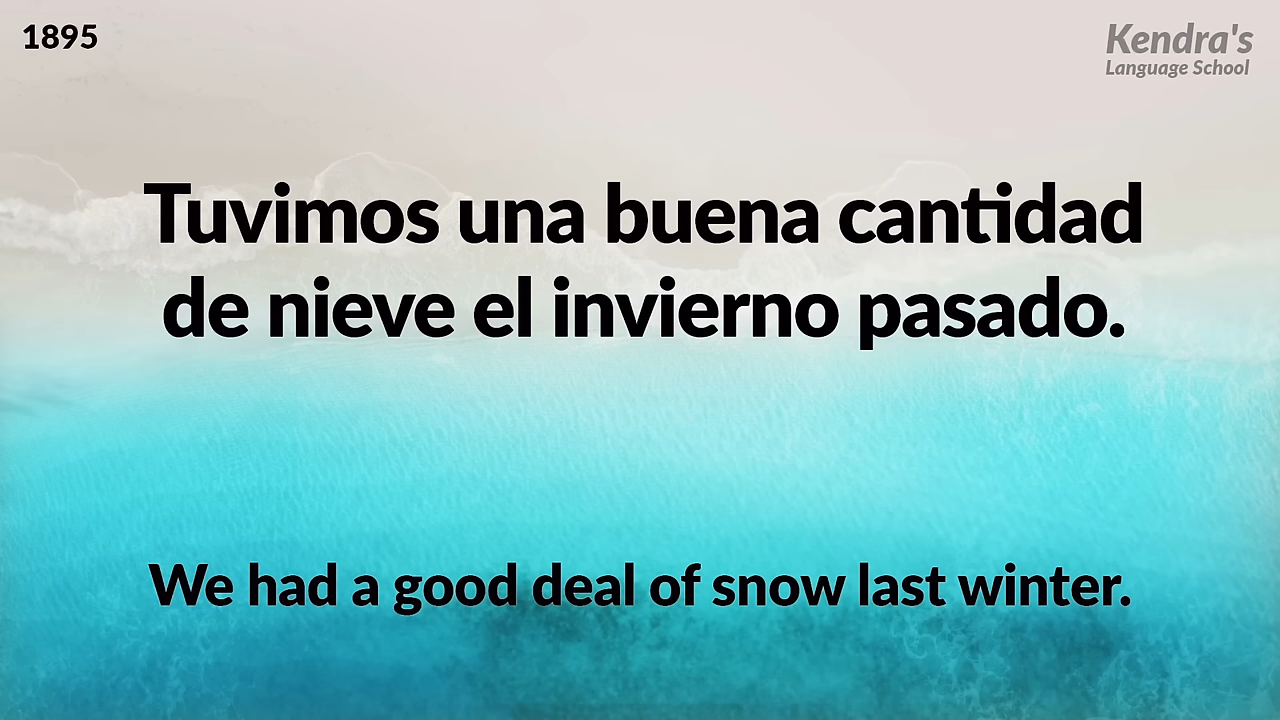 1895
Kendra's
Language School
Tuvimos una buena cantidad
de nieve el invierno pasado.
We had a good deal of snow last winter.